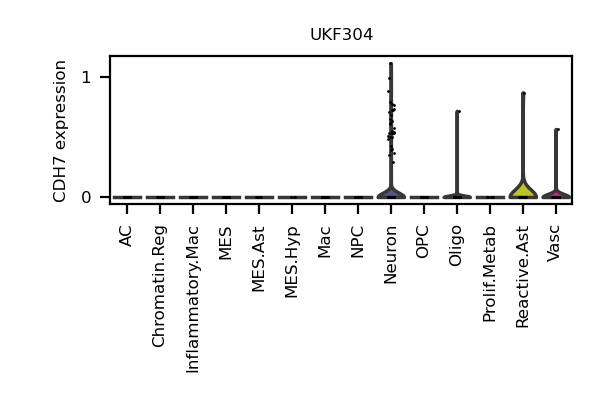 UKF304
CDH7 expression
1
0
AC
Chromatin.Reg
Inflammatory.Mac
MES
MES.Ast
MES.Hyp
Mac
NPC
Neuron
OPC
Oligo
Prolif.Metab
Reactive.Ast
Vasc